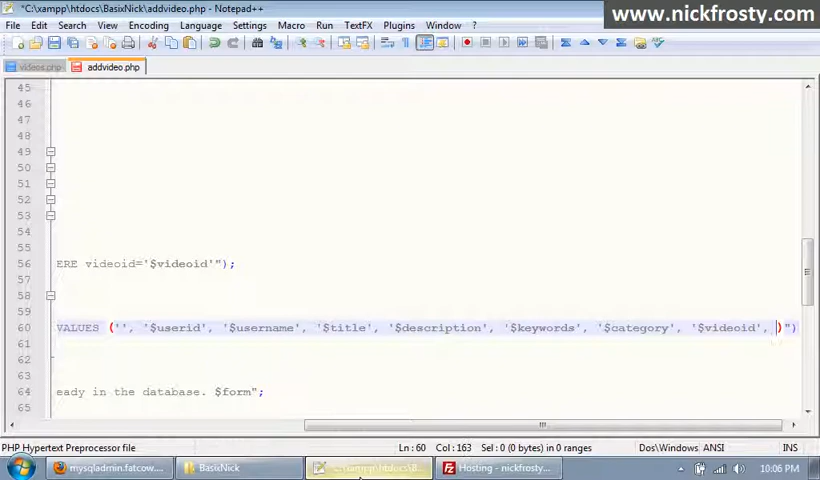 *C:\xampp\htdocs\BasixNick\addvideo.php - Notepad++
www.nickfrosty.com
File Edit Search View Encoding Language Settings Macro Run TextFX Plugins Window ?
videos.php addvideo.php
45
46
47
48
49
50
51
52
53
54
55
56 ERE videoid='$videoid'");
57
58
59
60 VALUES ('', '$userid', '$username', '$title', '$description', '$keywords', '$category', '$videoid', )")
61
62
63
64 eady in the database. $form";
65
PHP Hypertext Preprocessor file Ln : 60 Col : 163 Sel : 0 (0 bytes) in 0 ranges Dos\Windows ANSI INS
mysqladmin.fatcow.... BasixNick *C:\xampp\htdocs\B... Hosting - nickfrosty.... 10:06 PM